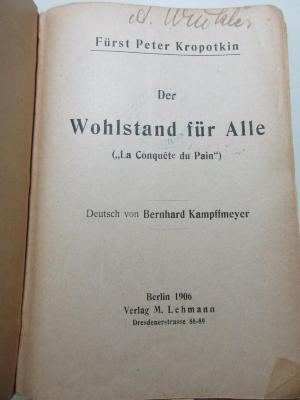 Fürst Peter Kropotkin
Der
Wohlstand für Alle
(„La Conquête du Pain“)
Deutsch von Bernhard Kampffmeyer
Berlin 1906
Verlag M. Lehmann
Dresdenerstrasse 88-89